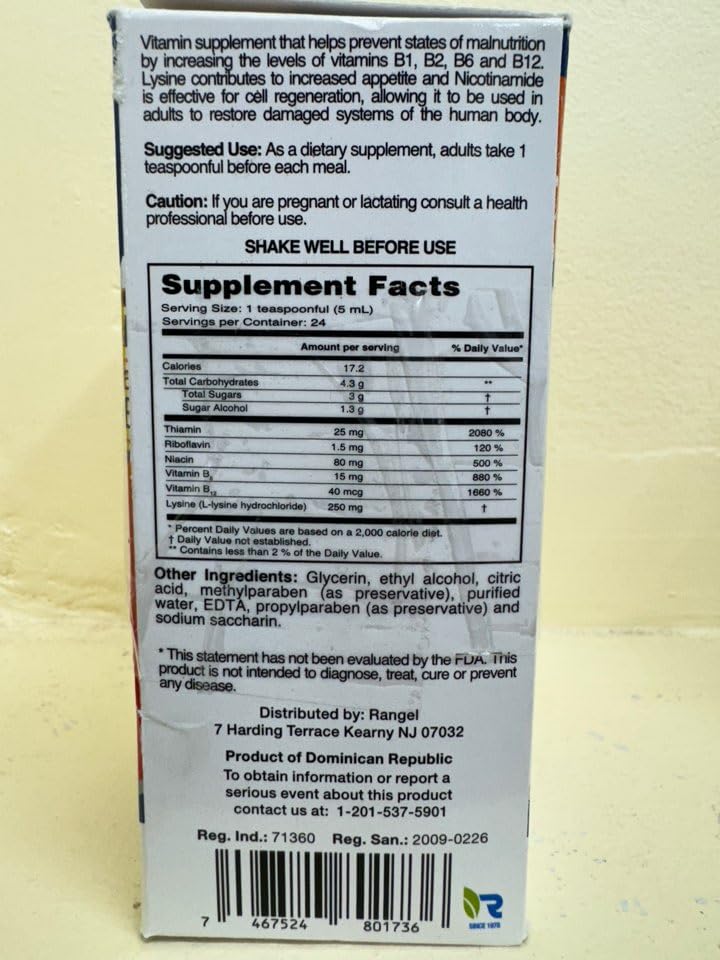 Vitamin supplement that helps prevent states of malnutrition
by increasing the levels of vitamins B1, B2, B6 and B12.
Lysine contributes to increased appetite and Nicotinamide
is effective for cell regeneration, allowing it to be used in
adults to restore damaged systems of the human body.
Suggested Use: As a dietary supplement, adults take 1
teaspoonful before each meal.
Caution: If you are pregnant or lactating consult a health
professional before use.
SHAKE WELL BEFORE USE
Supplement Facts
Serving Size: 1 teaspoonful (5 mL)
Servings per Container: 24
Amount per serving % Daily Value*
Calories 17.2
Total Carbohydrates 4.3 g **
Total Sugars 3 g †
Sugar Alcohol 1.3 g †
Thiamin 25 mg 2080 %
Riboflavin 1.5 mg 120 %
Niacin 80 mg 500 %
Vitamin B6 15 mg 880 %
Vitamin B12 40 mcg 1660 %
Lysine (L-lysine hydrochloride) 250 mg †
* Percent Daily Values are based on a 2,000 calorie diet.
† Daily Value not established.
** Contains less than 2 % of the Daily Value.
Other Ingredients: Glycerin, ethyl alcohol, citric
acid, methylparaben (as preservative), purified
water, EDTA, propylparaben (as preservative) and
sodium saccharin.
* This statement has not been evaluated by the FDA. This
product is not intended to diagnose, treat, cure or prevent
any disease.
Distributed by: Rangel
7 Harding Terrace Kearny NJ 07032
Product of Dominican Republic
To obtain information or report a
serious event about this product
contact us at: 1-201-537-5901
Reg. Ind.: 71360 Reg. San.: 2009-0226
7 467524 801736
R
SINCE 1978